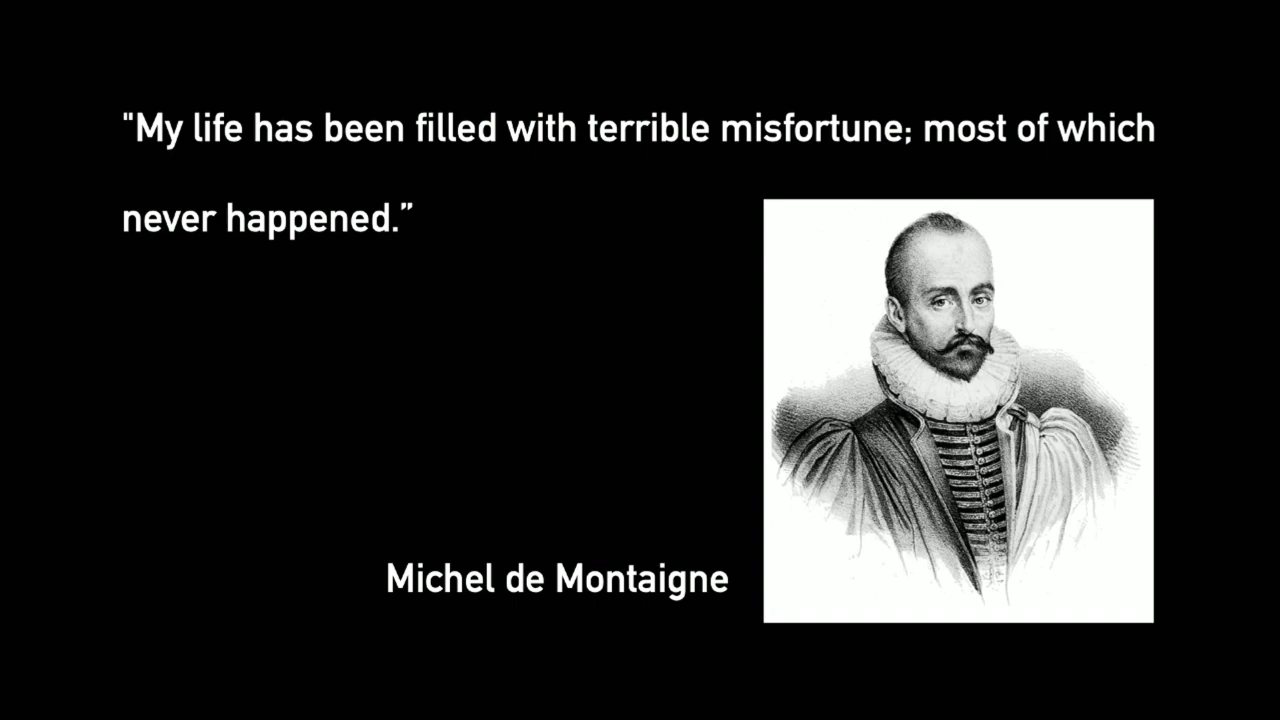 "My life has been filled with terrible misfortune; most of which
never happened.”
Michel de Montaigne